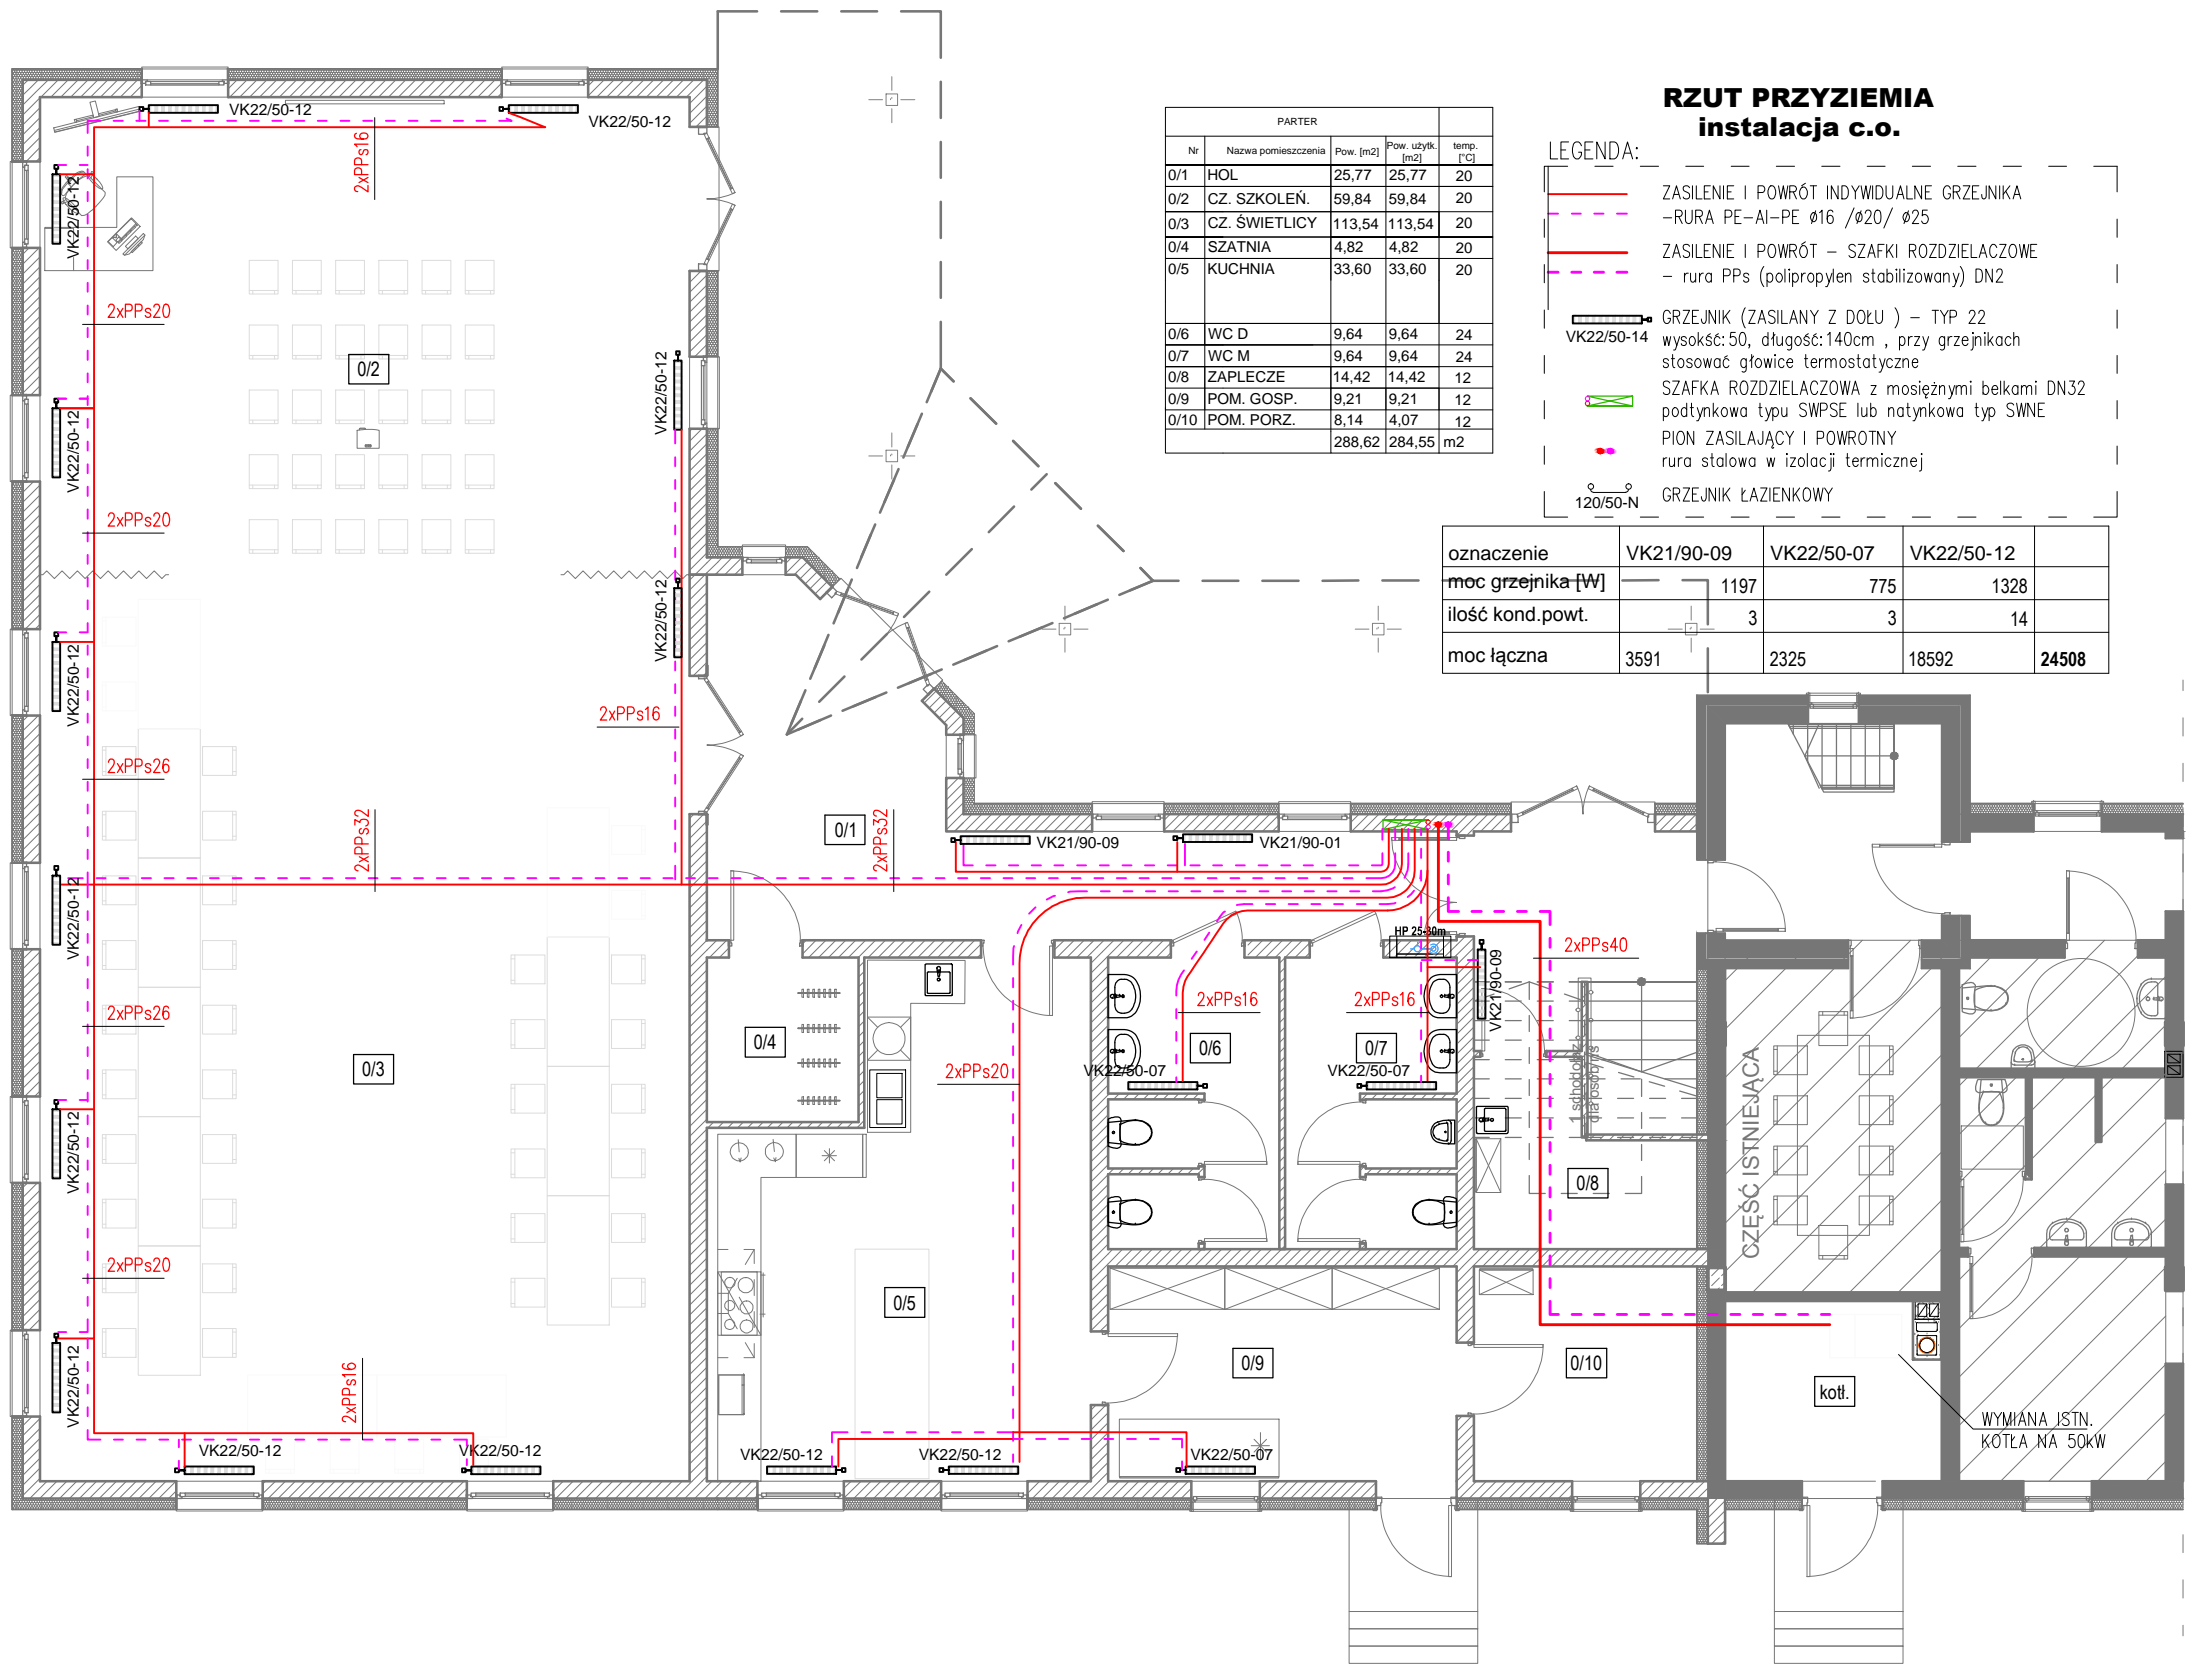 RZUT PRZYZIEMIA
instalacja c.o.
LEGENDA:
ZASILENIE I POWRÓT INDYWIDUALNE GRZEJNIKA
-RURA PE-Al-PE ø16 /ø20/ ø25
ZASILENIE I POWRÓT - SZAFKI ROZDZIELACZOWE
- rura PPs (polipropylen stabilizowany) DN2
GRZEJNIK (ZASILANY Z DOŁU ) - TYP 22
VK22/50-14
wysokść:50, długość:140cm , przy grzejnikach
stosować głowice termostatyczne
SZAFKA ROZDZIELACZOWA z mosiężnymi belkami DN32
podtynkowa typu SWPSE lub natynkowa typ SWNE
PION ZASILAJĄCY I POWROTNY
rura stalowa w izolacji termicznej
120/50-N
GRZEJNIK ŁAZIENKOWY
PARTER
Nr Nazwa pomieszczenia Pow. [m2] Pow. użytk. [m2] temp. [°C]
0/1 HOL 25,77 25,77 20
0/2 CZ. SZKOLEŃ. 59,84 59,84 20
0/3 CZ. ŚWIETLICY 113,54 113,54 20
0/4 SZATNIA 4,82 4,82 20
0/5 KUCHNIA 33,60 33,60 20
0/6 WC D 9,64 9,64 24
0/7 WC M 9,64 9,64 24
0/8 ZAPLECZE 14,42 14,42 12
0/9 POM. GOSP. 9,21 9,21 12
0/10 POM. PORZ. 8,14 4,07 12
288,62 284,55 m2
oznaczenie VK21/90-09 VK22/50-07 VK22/50-12
moc grzejnika [W] 1197 775 1328
ilość kond.powt. 3 3 14
moc łączna 3591 2325 18592 24508
VK22/50-12
VK22/50-12
2xPPs16
VK22/50-12
2xPPs20
0/2
VK22/50-12
VK22/50-12
2xPPs20
VK22/50-12
VK22/50-12
2xPPs16
2xPPs26
2xPPs32
0/1
2xPPs32
VK21/90-09
VK21/90-01
VK22/50-12
HP 25-30m
2xPPs40
VK21/90-09
2xPPs26
2xPPs16
2xPPs16
0/3
0/4
2xPPs20
0/6
0/7
VK22/50-07
VK22/50-07
VK22/50-12
0/8
CZĘŚĆ ISTNIEJĄCA
2xPPs20
0/5
0/9
0/10
kotł.
VK22/50-12
2xPPs16
WYMIANA ISTN.
KOTŁA NA 50kW
VK22/50-12
VK22/50-12
VK22/50-12
VK22/50-12
VK22/50-07